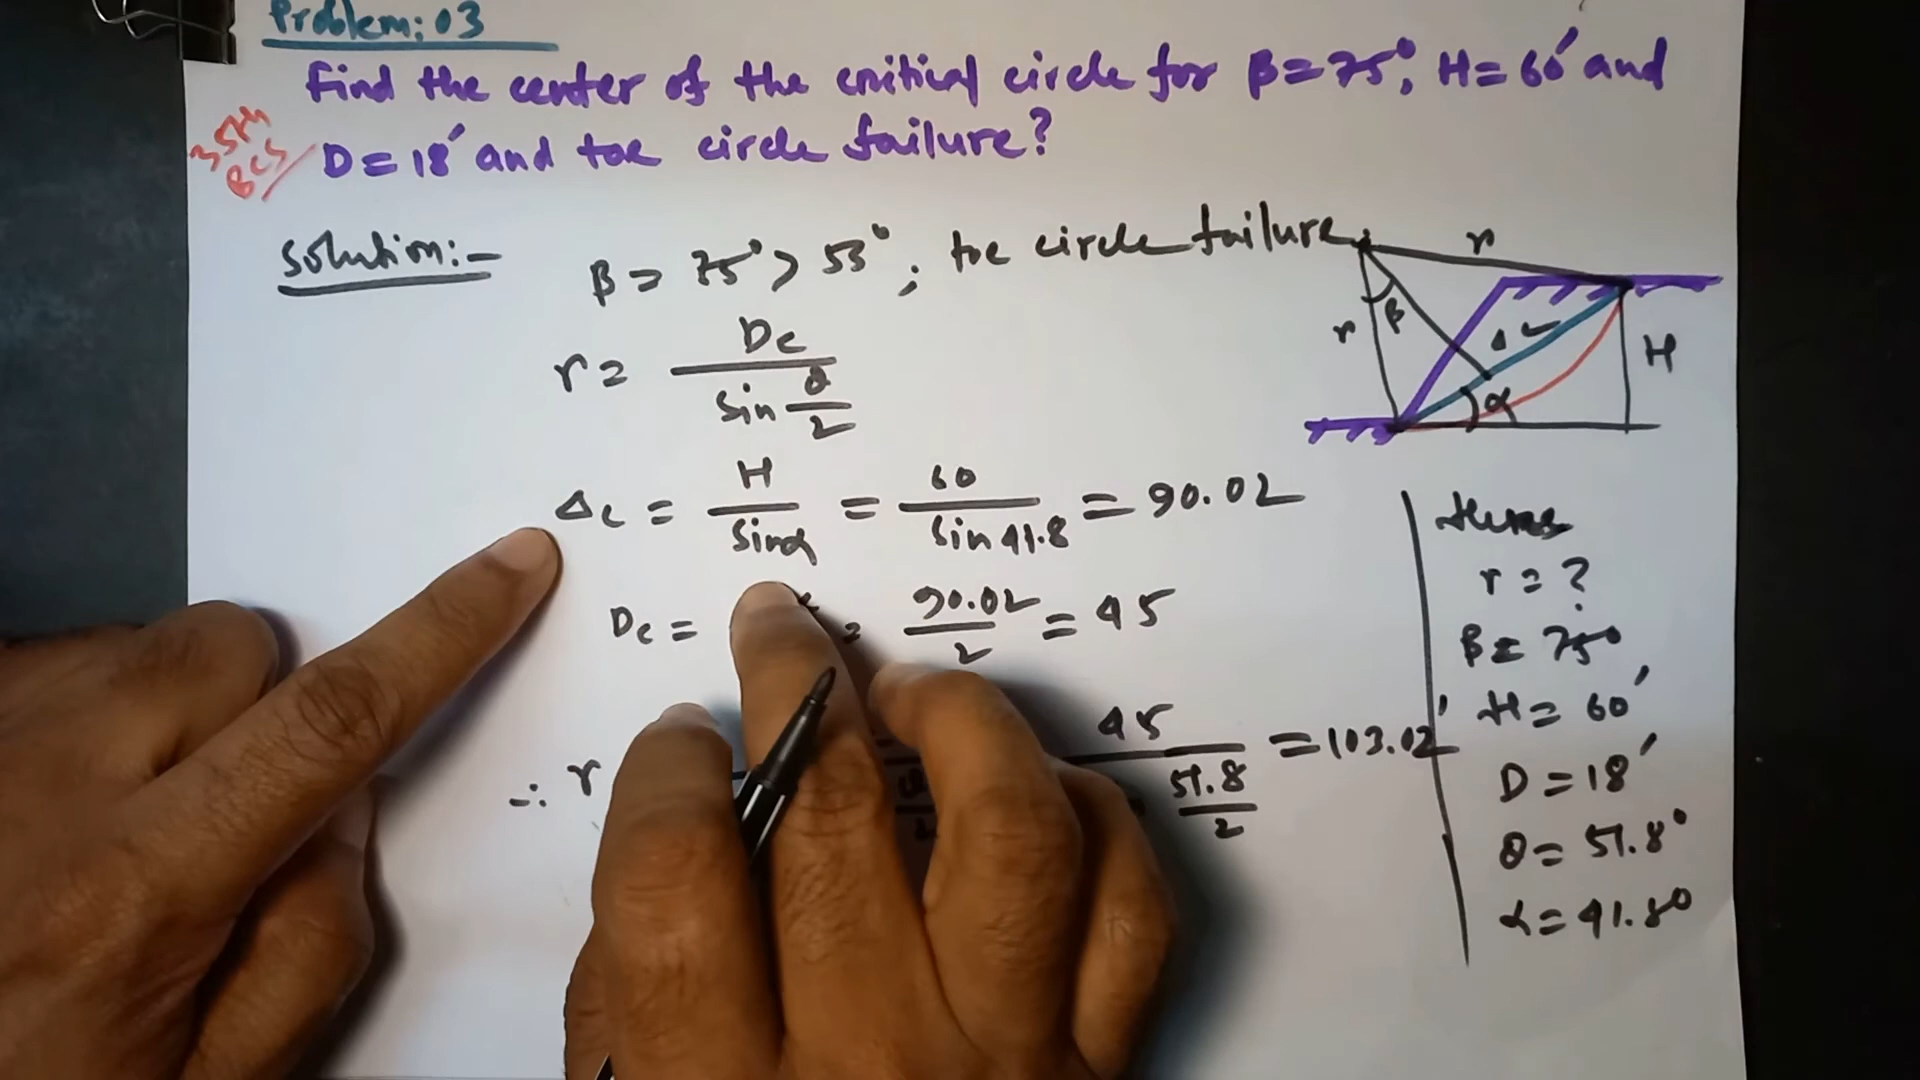 Problem: 03
Find the center of the critical circle for β = 75°, H = 60′ and
D = 18′ and toe circle failure?
35th
BCS
Solution:-
β = 75° > 53° ; toe circle failure
r = Dc / sin θ/2
Δc = H / sinα = 60 / sin 41.8 = 90.02
Dc = = 90.02 / 2 = 45
∴ r 45 / 51.8/2 = 103.02′
r
r
β
Δc
H
α
r = ?
β = 75°
H = 60′
D = 18′
θ = 51.8°
α = 41.8°